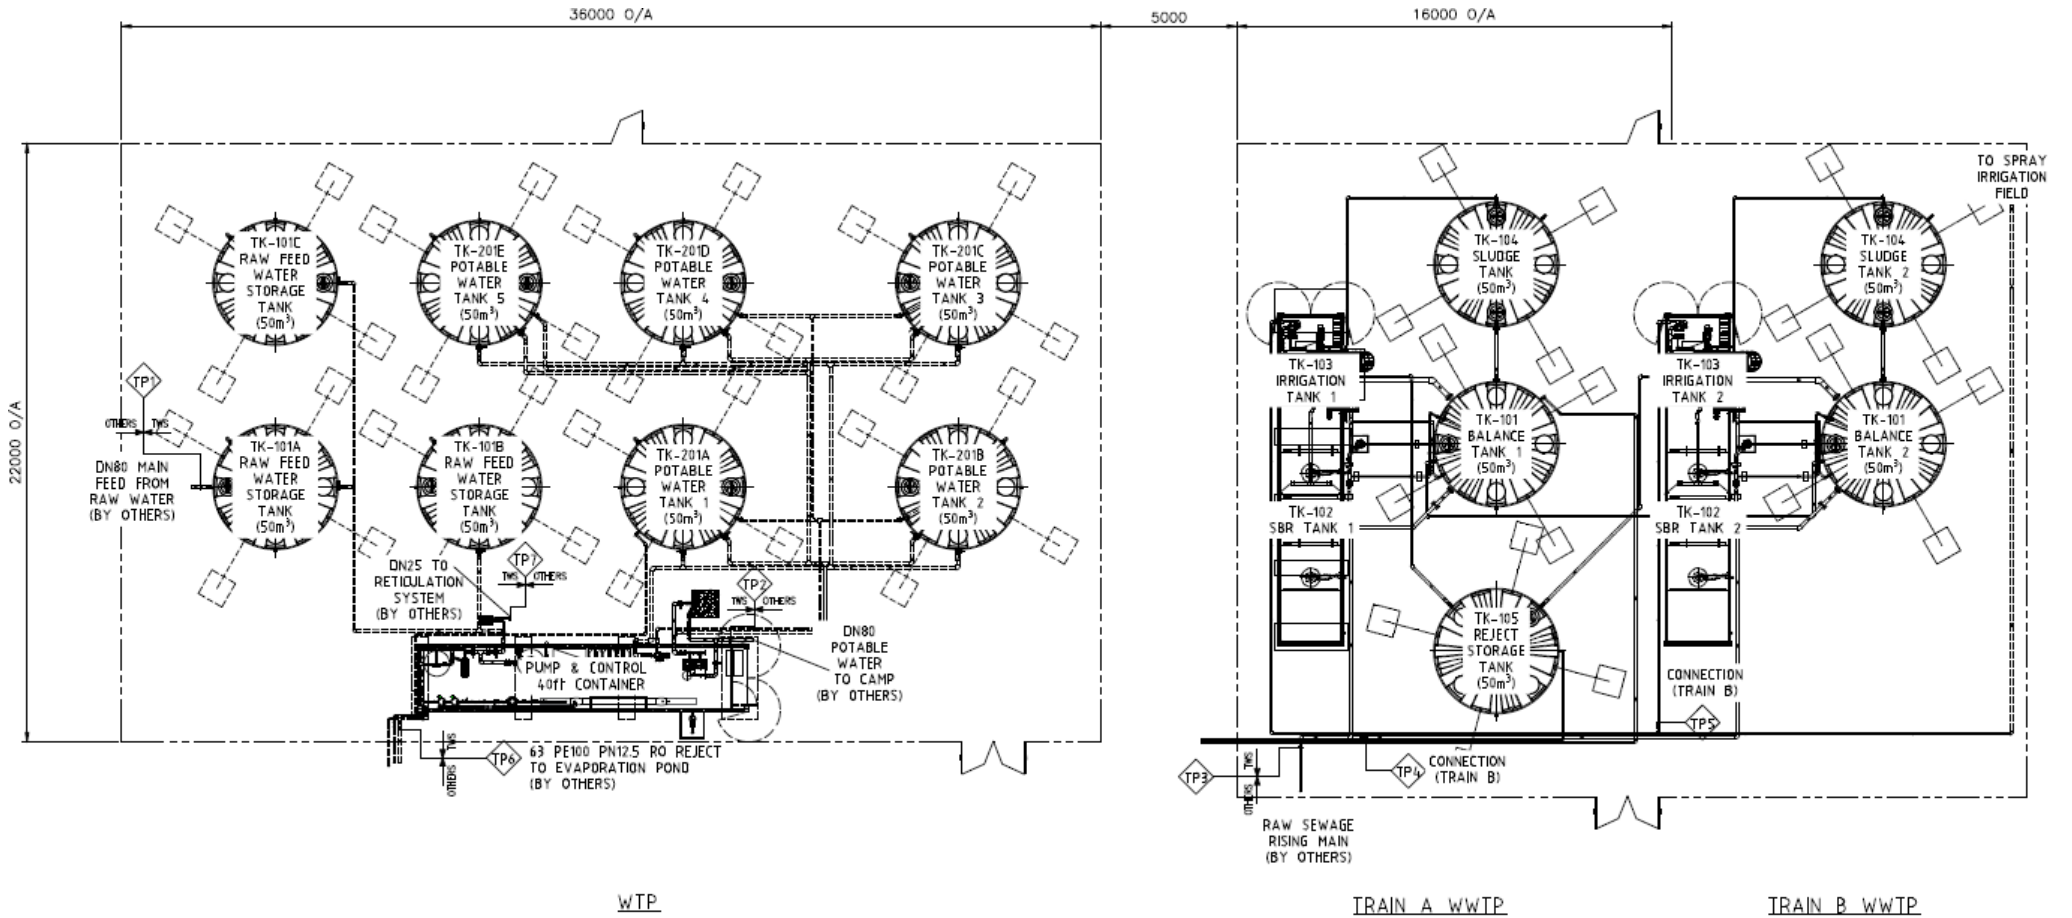 36000 O/A
5000
16000 O/A
22000 O/A
TK-101C
RAW FEED
WATER
STORAGE
TANK
(50m³)
TK-201E
POTABLE
WATER
TANK 5
(50m³)
TK-201D
POTABLE
WATER
TANK 4
(50m³)
TK-201C
POTABLE
WATER
TANK 3
(50m³)
TK-104
SLUDGE
TANK
(50m³)
TK-104
SLUDGE
TANK 2
(50m³)
TO SPRAY
IRRIGATION
FIELD
TP1
OTHERS
TWS
DN80 MAIN
FEED FROM
RAW WATER
(BY OTHERS)
TK-101A
RAW FEED
WATER
STORAGE
TANK
(50m³)
TK-101B
RAW FEED
WATER
STORAGE
TANK
(50m³)
TK-201A
POTABLE
WATER
TANK 1
(50m³)
TK-201B
POTABLE
WATER
TANK 2
(50m³)
TK-103
IRRIGATION
TANK 1
TK-101
BALANCE
TANK 1
(50m³)
TK-103
IRRIGATION
TANK 2
TK-101
BALANCE
TANK 2
(50m³)
TK-102
SBR TANK 1
TK-102
SBR TANK 2
DN25 TO
RETICULATION
SYSTEM
(BY OTHERS)
TP7
TWS
OTHERS
TP2
TWS
OTHERS
DN80
POTABLE
WATER
TO CAMP
(BY OTHERS)
PUMP & CONTROL
40ft CONTAINER
TK-105
REJECT
STORAGE
TANK
(50m³)
CONNECTION
(TRAIN B)
TP5
TWS
OTHERS
TP6
63 PE100 PN12.5 RO REJECT
TO EVAPORATION POND
(BY OTHERS)
TP3
TWS
OTHERS
TP4
CONNECTION
(TRAIN B)
RAW SEWAGE
RISING MAIN
(BY OTHERS)
WTP
TRAIN A WWTP
TRAIN B WWTP